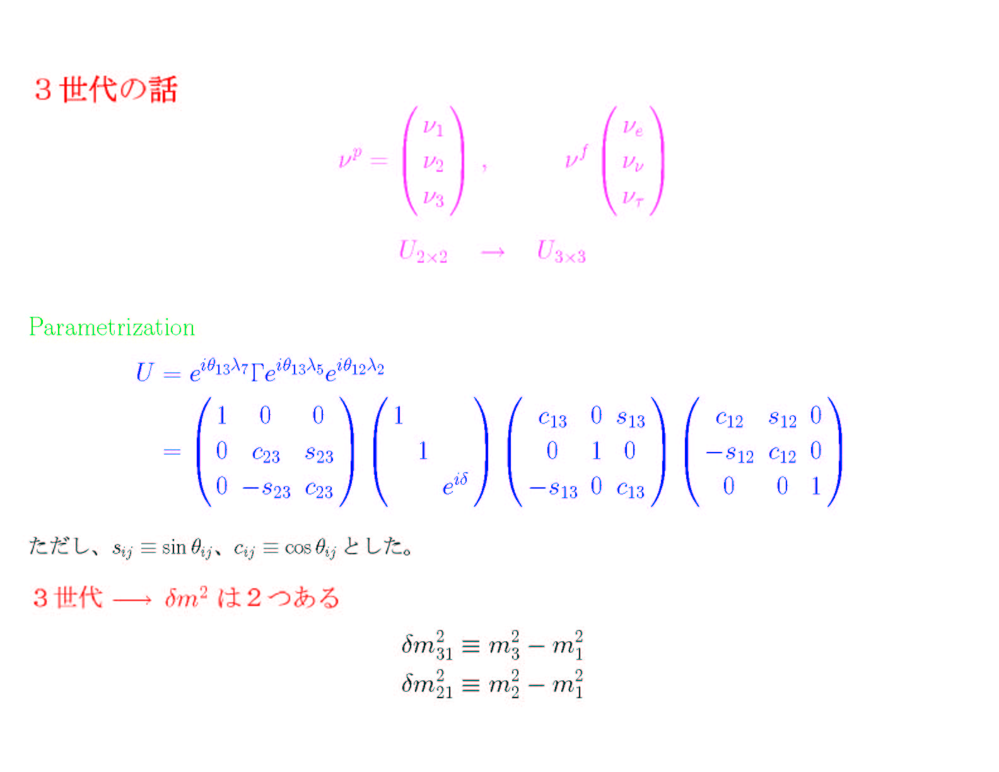 ３世代の話
ν^p = ( ν_1 ν_2 ν_3 ) , ν^f ( ν_e ν_ν ν_τ )
U_{2×2} → U_{3×3}
Parametrization
U = e^{iθ_{13}λ_7} Γ e^{iθ_{13}λ_5} e^{iθ_{12}λ_2}
= ( 1 0 0 ; 0 c_{23} s_{23} ; 0 −s_{23} c_{23} ) ( 1 ; 1 ; e^{iδ} ) ( c_{13} 0 s_{13} ; 0 1 0 ; −s_{13} 0 c_{13} ) ( c_{12} s_{12} 0 ; −s_{12} c_{12} 0 ; 0 0 1 )
ただし、s_{ij} ≡ sin θ_{ij}、c_{ij} ≡ cos θ_{ij} とした。
３世代 ⟶ δm^2 は２つある
δm^2_{31} ≡ m^2_3 − m^2_1
δm^2_{21} ≡ m^2_2 − m^2_1